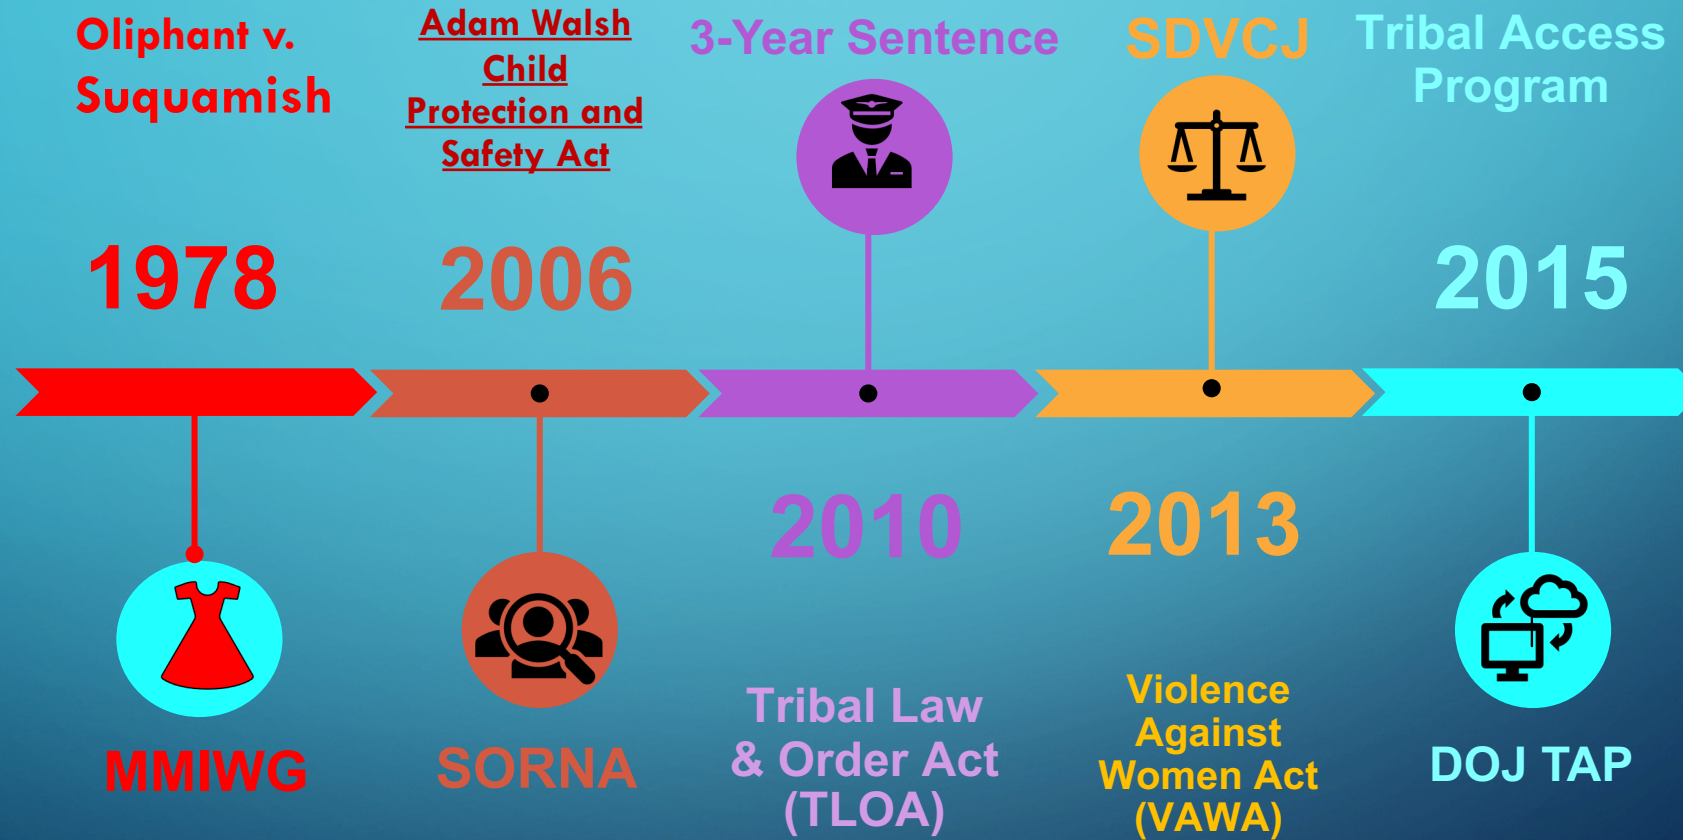 Oliphant v.
Suquamish
1978
MMIWG
Adam Walsh
Child
Protection and
Safety Act
2006
SORNA
3-Year Sentence
2010
Tribal Law
& Order Act
(TLOA)
SDVCJ
2013
Violence
Against
Women Act
(VAWA)
Tribal Access
Program
2015
DOJ TAP